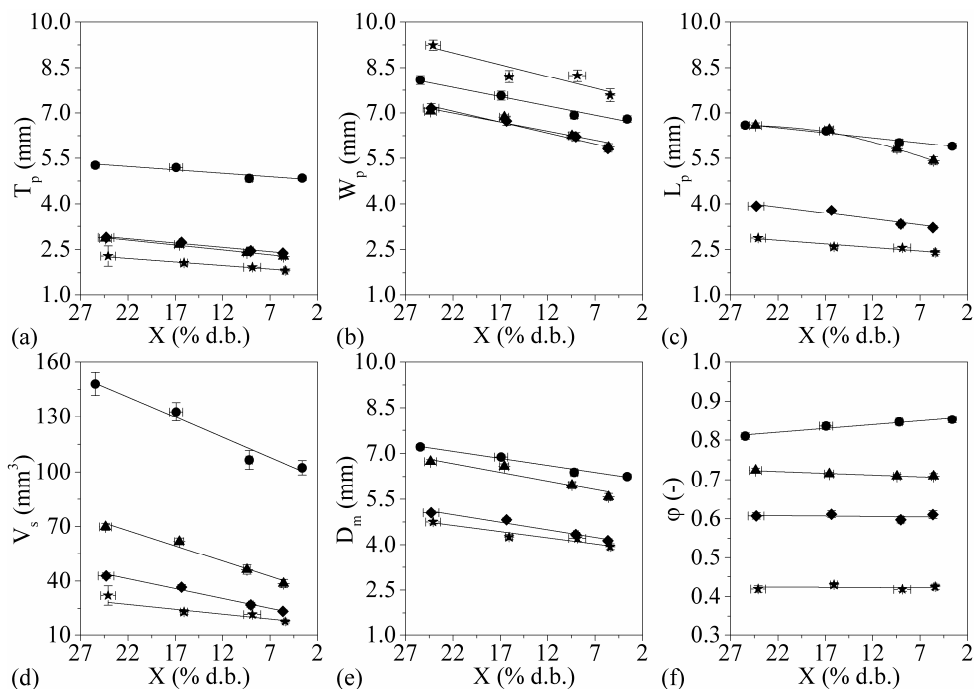 10.0
8.5
7.0
5.5
4.0
2.5
1.0
T_p (mm)
27 22 17 12 7 2
(a) X (% d.b.)
10.0
8.5
7.0
5.5
4.0
2.5
1.0
W_p (mm)
27 22 17 12 7 2
(b) X (% d.b.)
10.0
8.5
7.0
5.5
4.0
2.5
1.0
L_p (mm)
27 22 17 12 7 2
(c) X (% d.b.)
160
130
100
70
40
10
V_s (mm³)
27 22 17 12 7 2
(d) X (% d.b.)
10.0
8.5
7.0
5.5
4.0
2.5
1.0
D_m (mm)
27 22 17 12 7 2
(e) X (% d.b.)
1.0
0.9
0.8
0.7
0.6
0.5
0.4
0.3
φ (-)
27 22 17 12 7 2
(f) X (% d.b.)